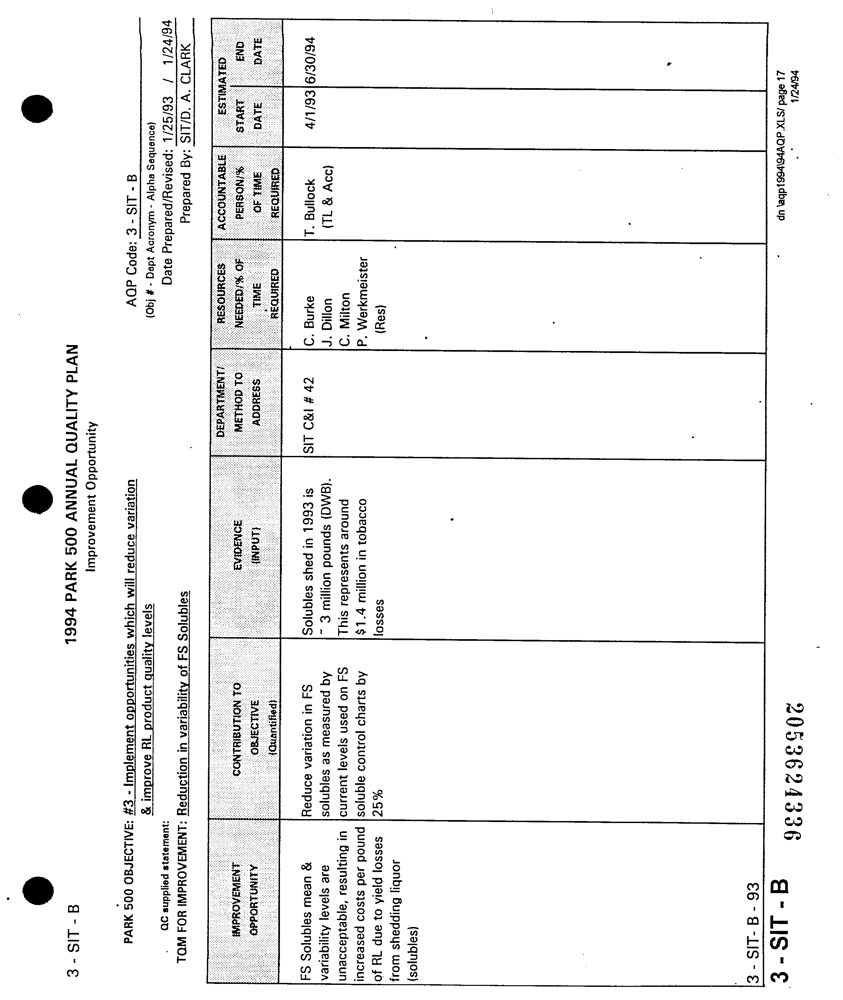 3 - SIT - B
1994 PARK 500 ANNUAL QUALITY PLAN
Improvement Opportunity
AQP Code: 3 - SIT - B
(Obj # - Dept Acronym - Alpha Sequence)
Date Prepared/Revised: 1/25/93 / 1/24/94
Prepared By: SIT/D. A. CLARK
PARK 500 OBJECTIVE: #3 - Implement opportunities which will reduce variation
& improve RL product quality levels
QC supplied statement:
TQM FOR IMPROVEMENT: Reduction in variability of FS Solubles
IMPROVEMENT
OPPORTUNITY
CONTRIBUTION TO
OBJECTIVE
(Quantified)
EVIDENCE
(INPUT)
DEPARTMENT/
METHOD TO
ADDRESS
RESOURCES
NEEDED/% OF
TIME
REQUIRED
ACCOUNTABLE
PERSON/%
OF TIME
REQUIRED
ESTIMATED
START
DATE
END
DATE
FS Solubles mean &
variability levels are
unacceptable, resulting in
increased costs per pound
of RL due to yield losses
from shedding liquor
(solubles)
Reduce variation in FS
solubles as measured by
current levels used on FS
soluble control charts by
25%
Solubles shed in 1993 is
~ 3 million pounds (DWB).
This represents around
$1.4 million in tobacco
losses
SIT C&I # 42
C. Burke
J. Dillon
C. Milton
P. Werkmeister
(Res)
T. Bullock
(TL & Acc)
4/1/93
6/30/94
3 - SIT- B - 93
3 - SIT - B
2053624336
dn \aqp1994\94AQP.XLS/ page 17
1/24/94